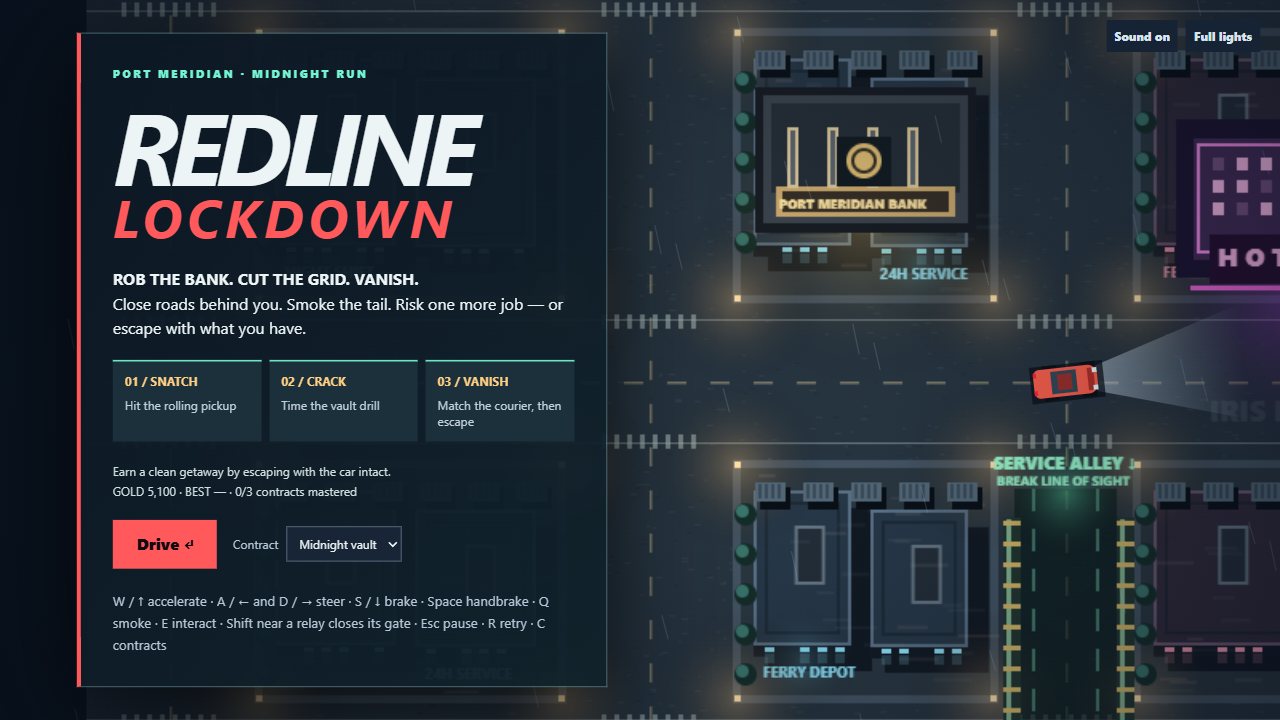 Sound on
Full lights
PORT MERIDIAN · MIDNIGHT RUN
REDLINE
LOCKDOWN
ROB THE BANK. CUT THE GRID. VANISH.
Close roads behind you. Smoke the tail. Risk one more job — or
escape with what you have.
01 / SNATCH
Hit the rolling pickup
02 / CRACK
Time the vault drill
03 / VANISH
Match the courier, then
escape
Earn a clean getaway by escaping with the car intact.
GOLD 5,100 · BEST — · 0/3 contracts mastered
Drive ↵
Contract
Midnight vault
W / ↑ accelerate · A / ← and D / → steer · S / ↓ brake · Space handbrake · Q
smoke · E interact · Shift near a relay closes its gate · Esc pause · R retry · C
contracts
PORT MERIDIAN BANK
24H SERVICE
HOT
IRIS
SERVICE ALLEY ↓
BREAK LINE OF SIGHT
FERRY DEPOT
24H SERVICE